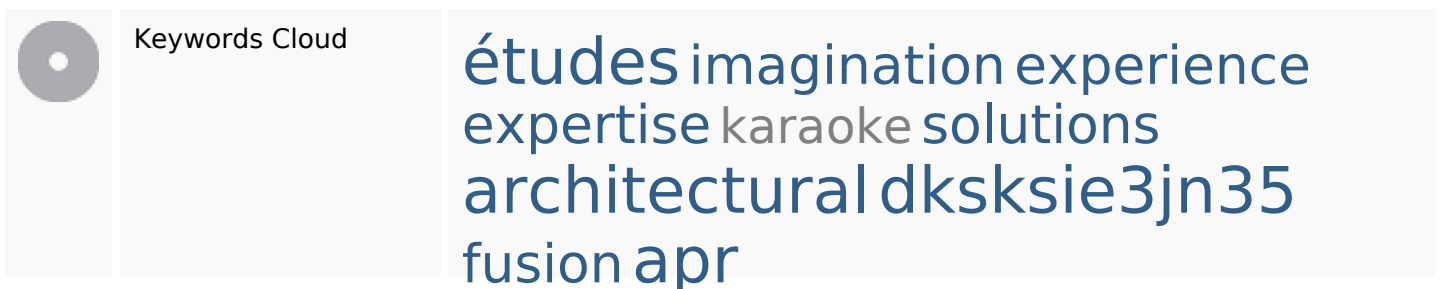 Keywords Cloud
études imagination experience
expertise karaoke solutions
architectural dksksie3jn35
fusion apr